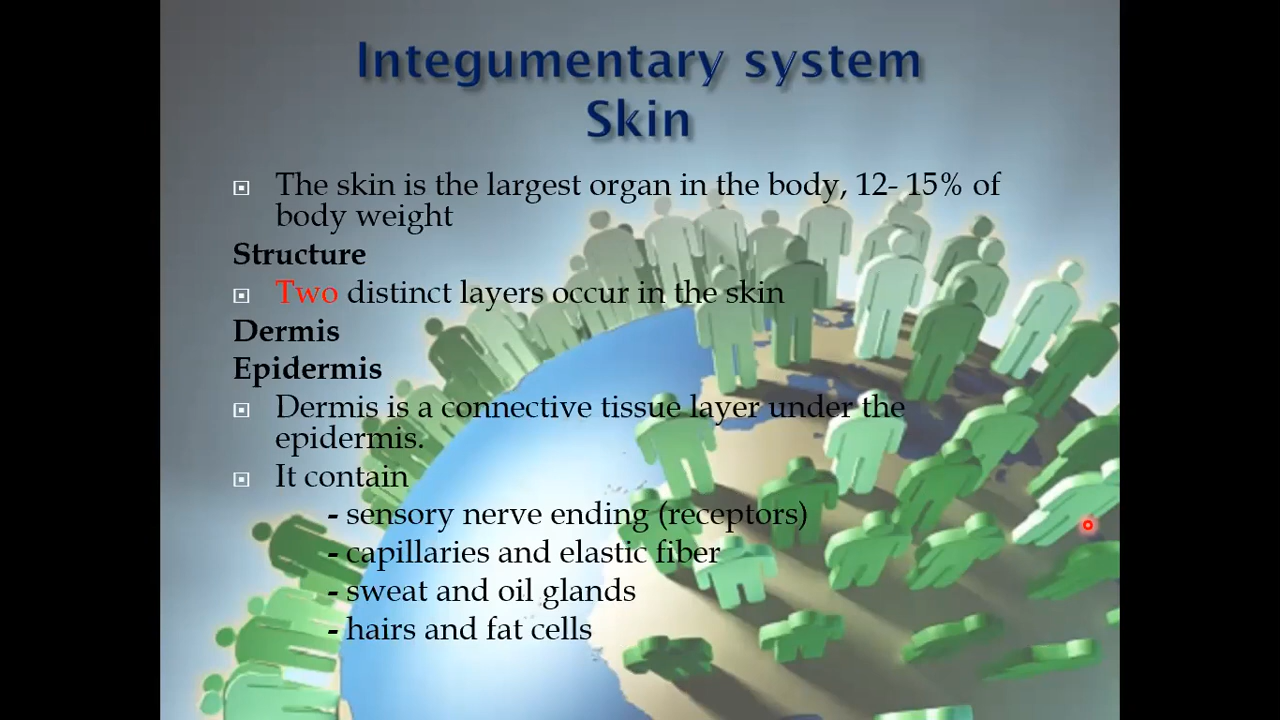 Integumentary system
Skin
The skin is the largest organ in the body, 12- 15% of
body weight
Structure
Two distinct layers occur in the skin
Dermis
Epidermis
Dermis is a connective tissue layer under the
epidermis.
It contain
- sensory nerve ending (receptors)
- capillaries and elastic fiber
- sweat and oil glands
- hairs and fat cells